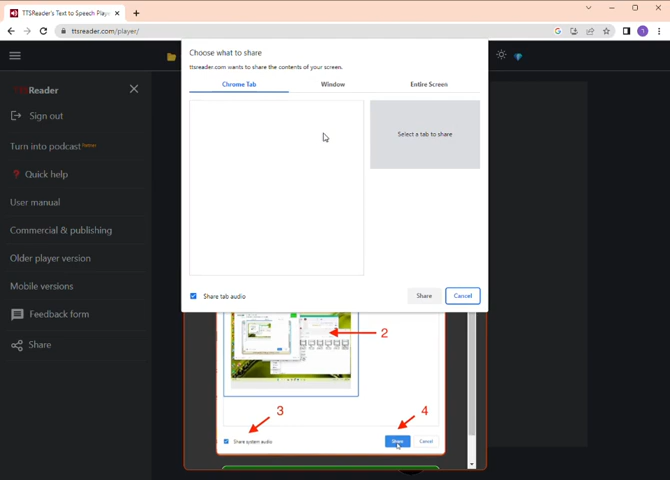 TTSReader's Text to Speech Playe
ttsreader.com/player/
1
Choose what to share
ttsreader.com wants to share the contents of your screen.
Chrome Tab
Window
Entire Screen
Select a tab to share
Share tab audio
Share
Cancel
Reader
Sign out
Turn into podcast
Quick help
User manual
Commercial & publishing
Older player version
Mobile versions
Feedback form
Share
2
3
4
Share system audio
Share
Cancel